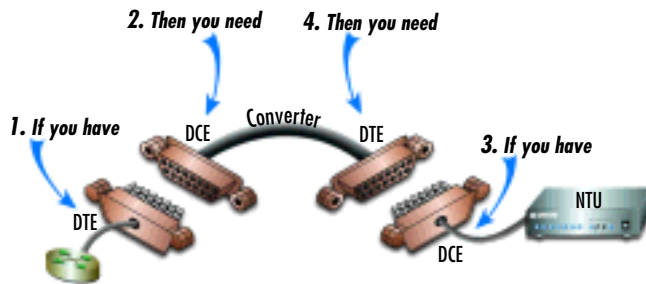 2. Then you need
4. Then you need
1. If you have
DCE
Converter
DTE
3. If you have
DTE
NTU
DCE